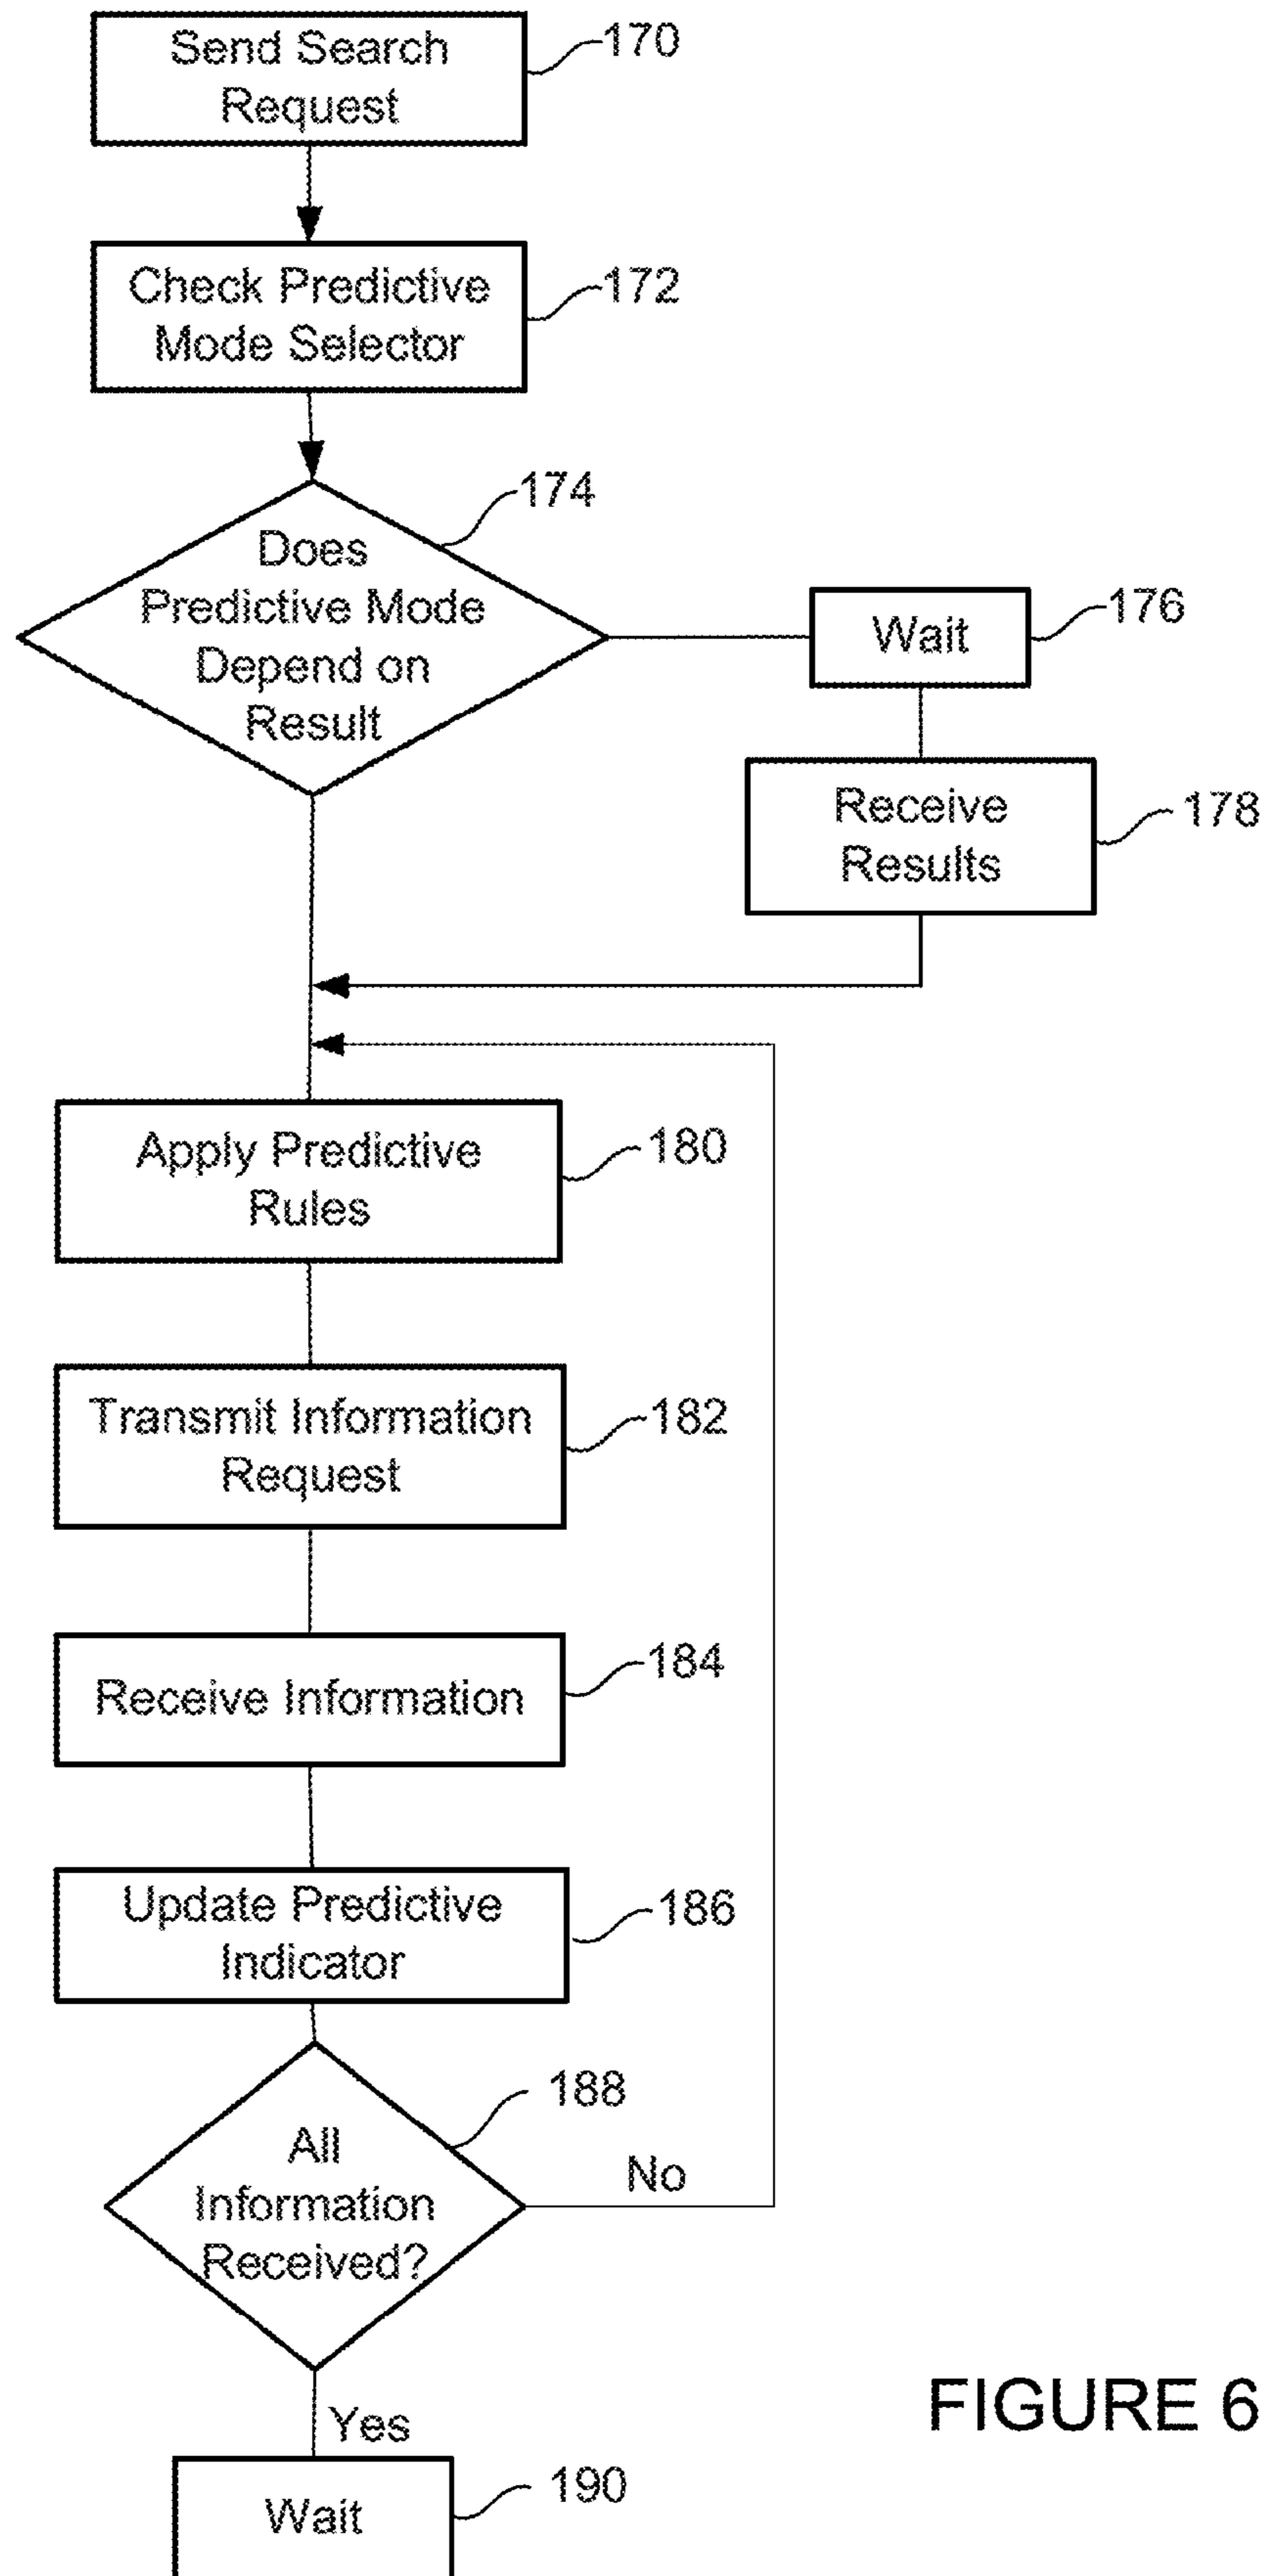 Send Search
Request
170
Check Predictive
Mode Selector
172
174
Does
Predictive Mode
Depend on
Result
Wait
176
Receive
Results
178
Apply Predictive
Rules
180
Transmit Information
Request
182
Receive Information
184
Update Predictive
Indicator
186
188
All
Information
Received?
No
Yes
Wait
190
FIGURE 6